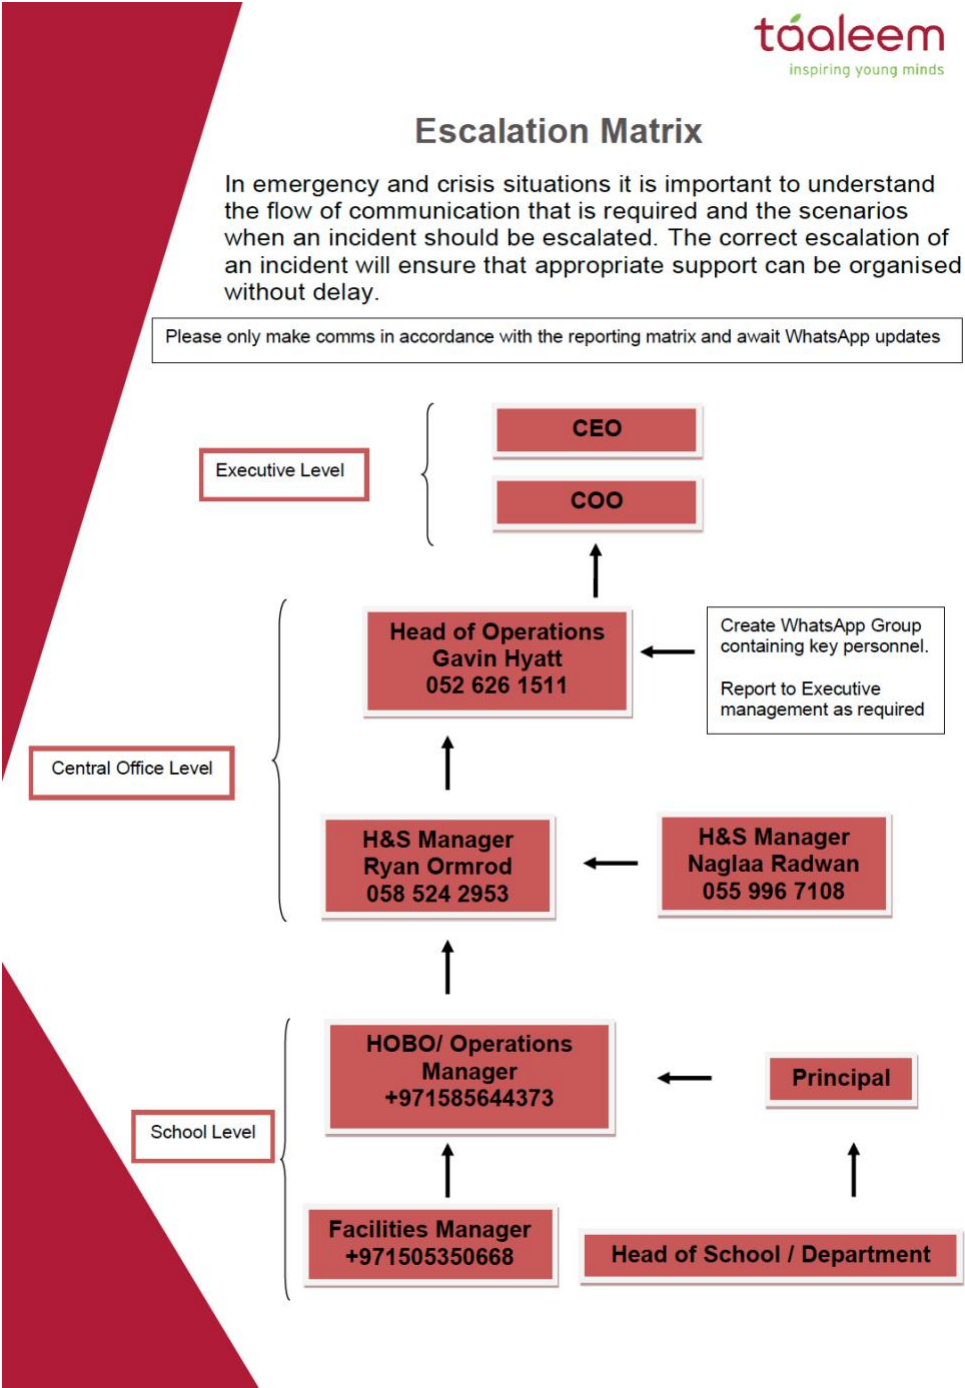 taaleem
inspiring young minds
Escalation Matrix
In emergency and crisis situations it is important to understand
the flow of communication that is required and the scenarios
when an incident should be escalated. The correct escalation of
an incident will ensure that appropriate support can be organised
without delay.
Please only make comms in accordance with the reporting matrix and await WhatsApp updates
CEO
Executive Level
COO
Head of Operations
Gavin Hyatt
052 626 1511
Create WhatsApp Group
containing key personnel.
Report to Executive
management as required
Central Office Level
H&S Manager
Ryan Ormrod
058 524 2953
H&S Manager
Naglaa Radwan
055 996 7108
HOBO/ Operations
Manager
+971585644373
Principal
School Level
Facilities Manager
+971505350668
Head of School / Department